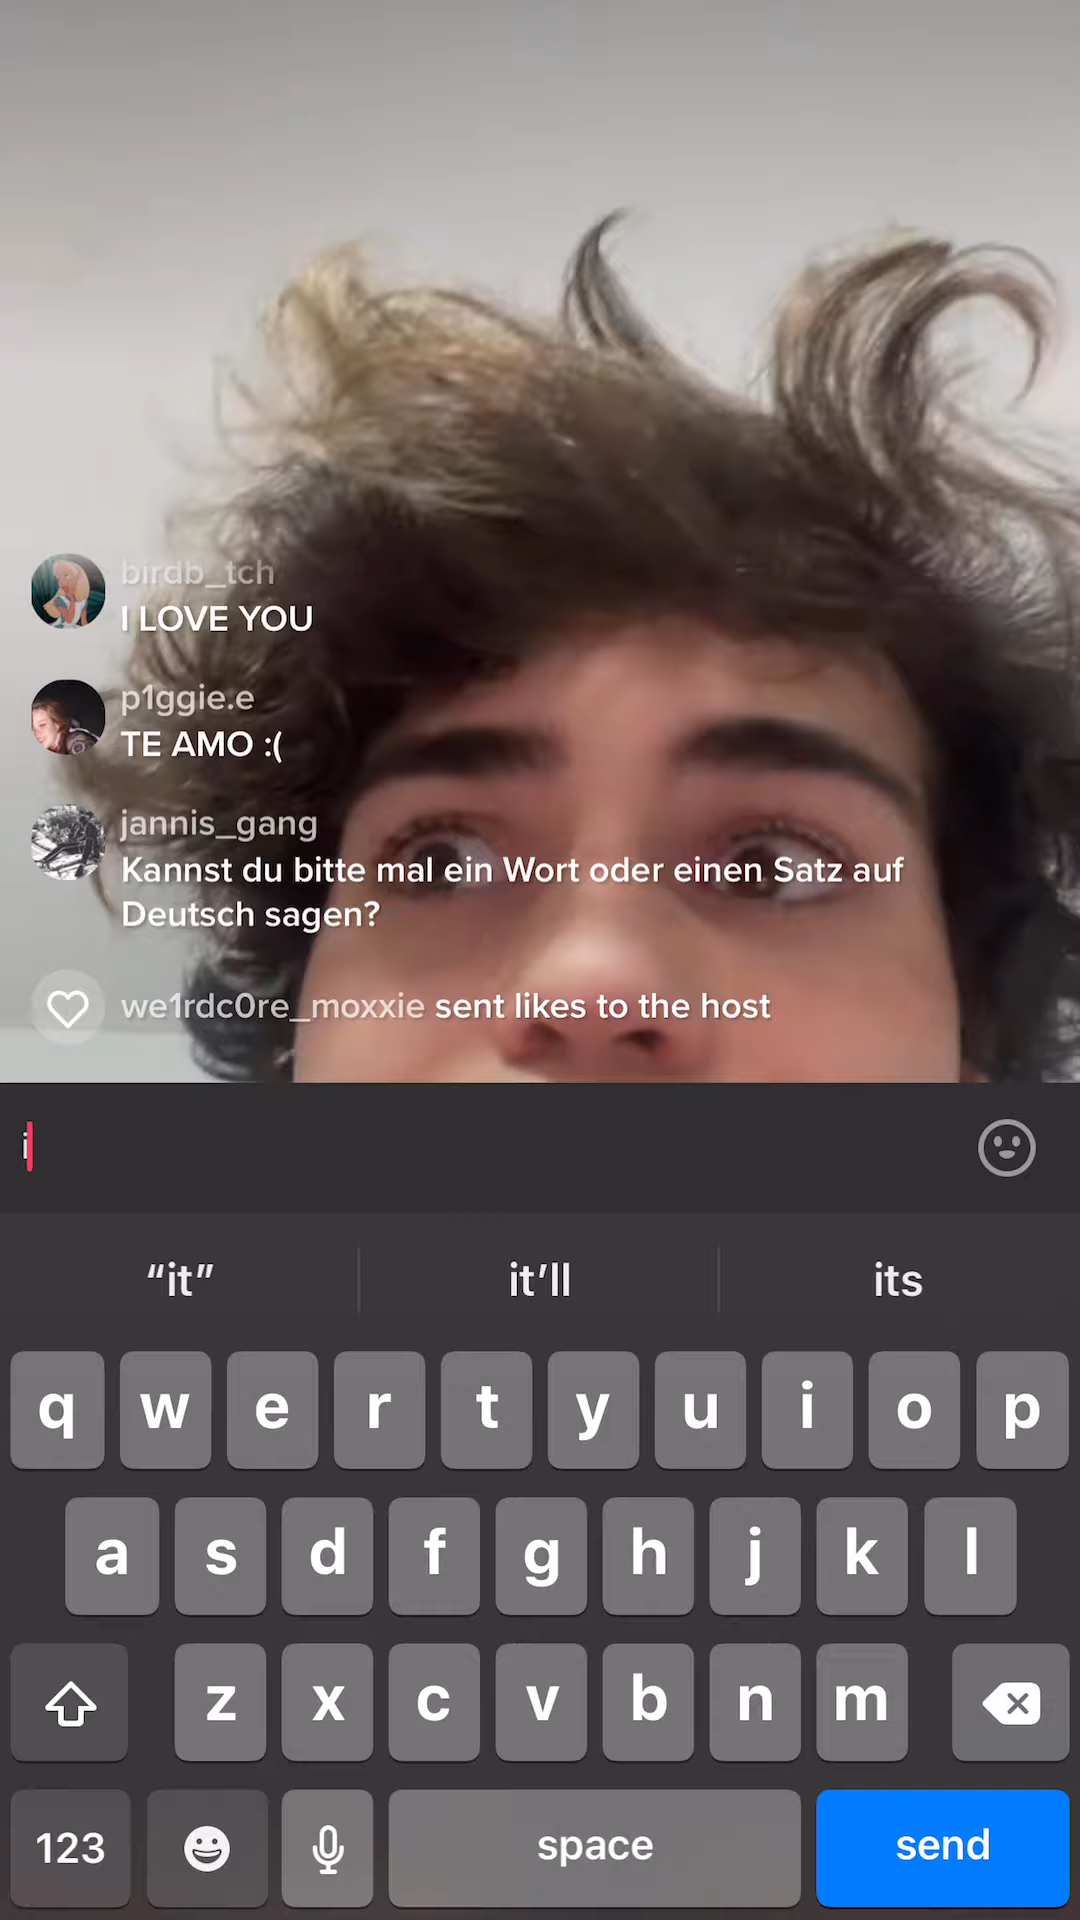 birdb_tch
I LOVE YOU
p1ggie.e
TE AMO :(
jannis_gang
Kannst du bitte mal ein Wort oder einen Satz auf
Deutsch sagen?
we1rdc0re_moxxie sent likes to the host
i
“it” it’ll its
q w e r t y u i o p
a s d f g h j k l
z x c v b n m
123 space send